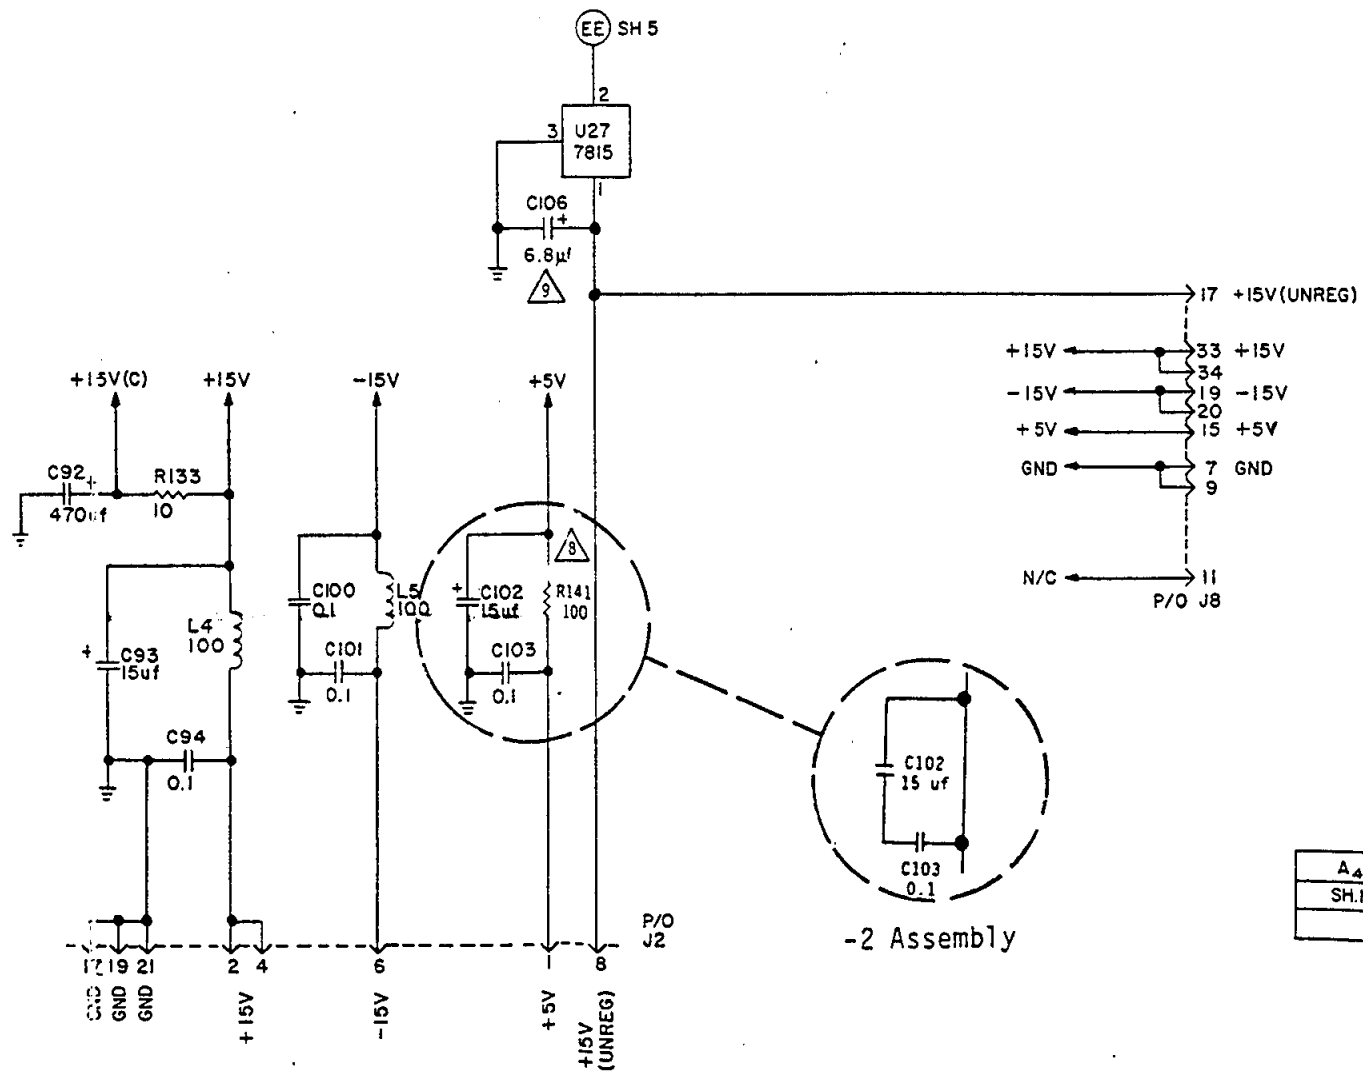 EE SH 5
2
3 U27
7815
1
C106
+
6.8µf
9
17 +15V(UNREG)
+15V 33 +15V
34
-15V 19 -15V
20
+5V 15 +5V
GND 7 GND
9
N/C 11
P/O J8
+15V(C) +15V -15V +5V
C92 + R133
470uf 10
8
C100
0.1
L5
100
+ C102
15uf
R141
100
L4
100
C101
0.1
C103
0.1
+ C93
15uf
C94
0.1
C102
15 uf
C103
0.1
-2 Assembly
P/O
J2
17 19 21 2 4 6 1 8
GND GND GND +15V -15V +5V +15V
(UNREG)
A4
SH.1